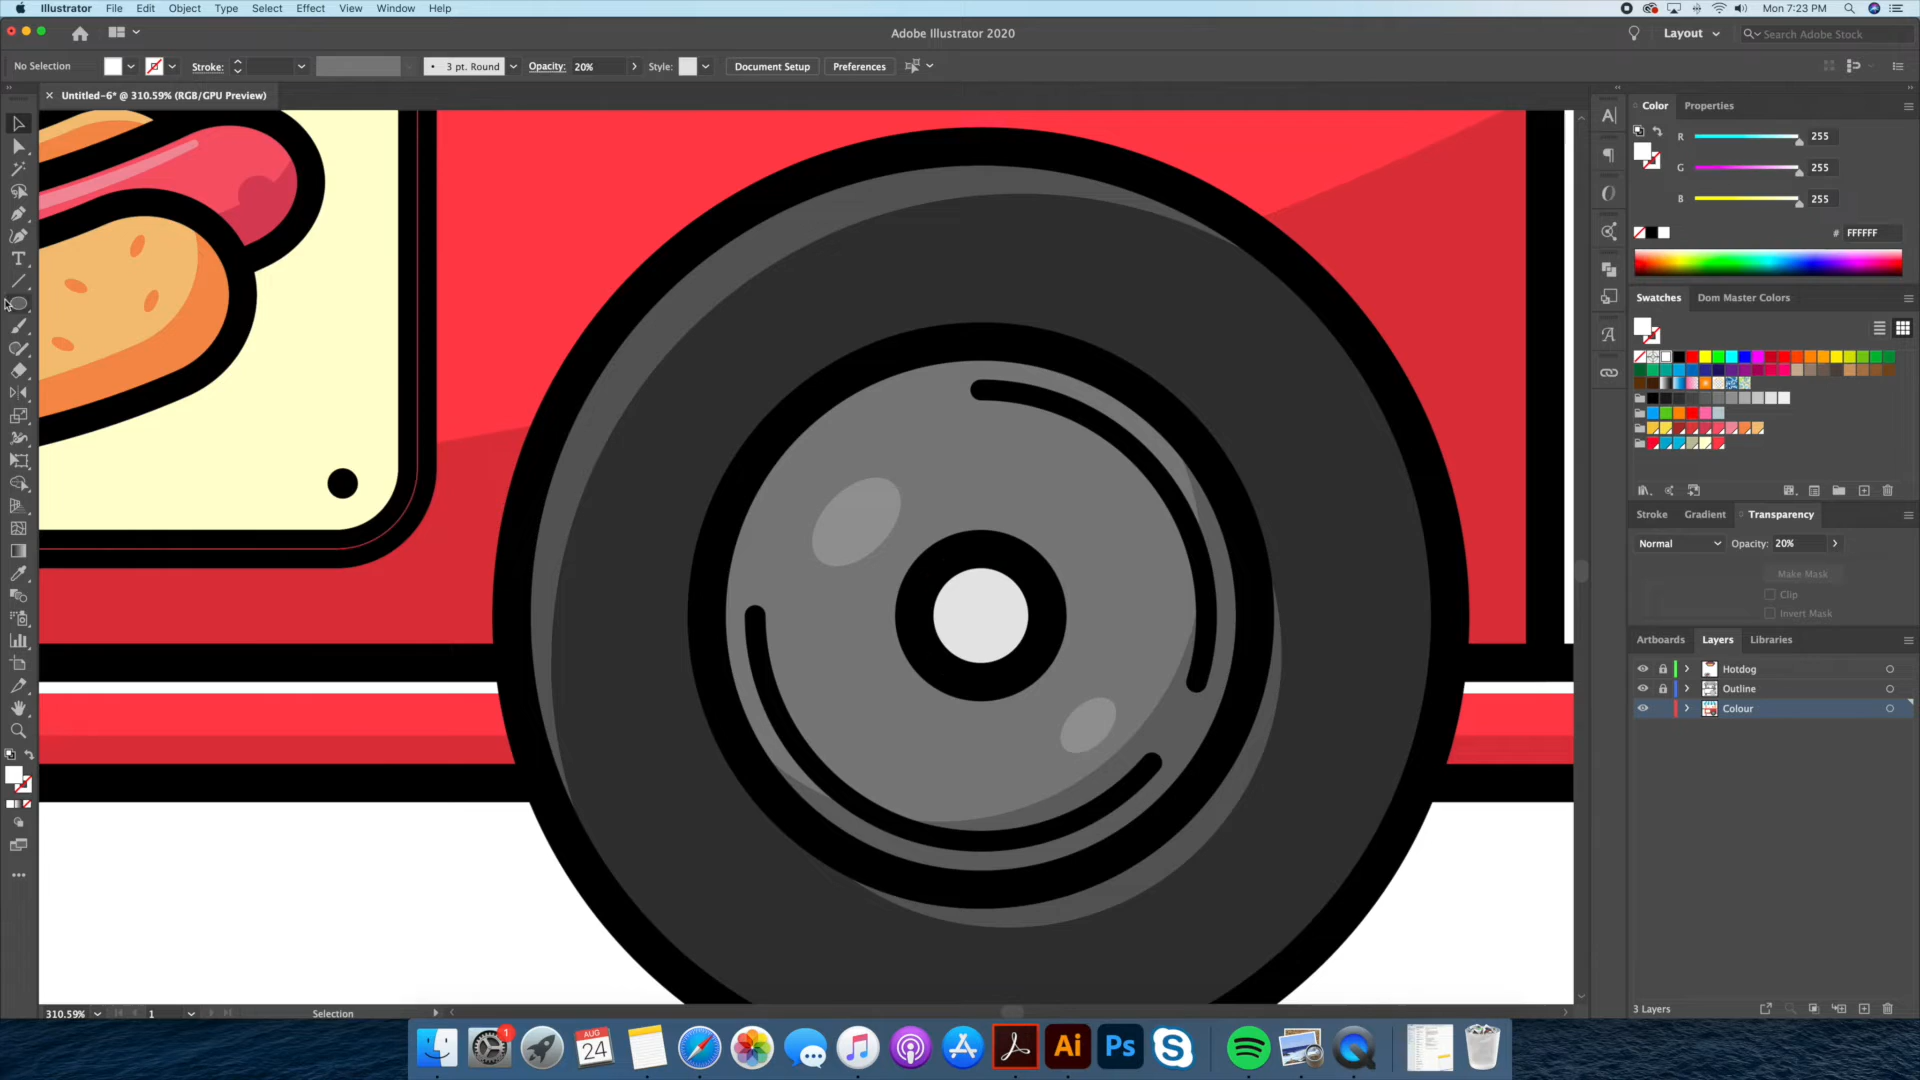 Illustrator File Edit Object Type Select Effect View Window Help Mon 7:23 PM
Adobe Illustrator 2020 Layout Search Adobe Stock
No Selection Stroke: 3 pt. Round Opacity: 20% Style: Document Setup Preferences
× Untitled-6* @ 310.59% (RGB/GPU Preview)
Color Properties
R 255
G 255
B 255
# FFFFFF
Swatches Dom Master Colors
Stroke Gradient Transparency
Normal Opacity: 20%
Make Mask
Clip
Invert Mask
Artboards Layers Libraries
Hotdog
Outline
Colour
3 Layers
310.59% 1 Selection
1
AUG
24
Ai
Ps